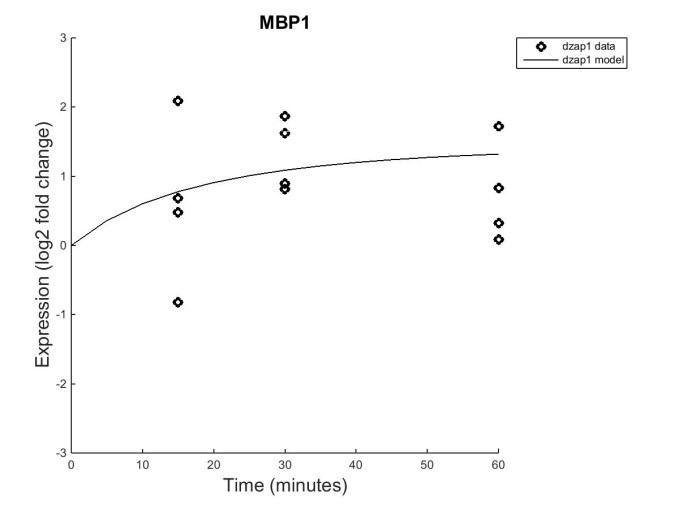 MBP1
dzap1 data
dzap1 model
3
2
1
0
-1
-2
-3
Expression (log2 fold change)
0 10 20 30 40 50 60
Time (minutes)